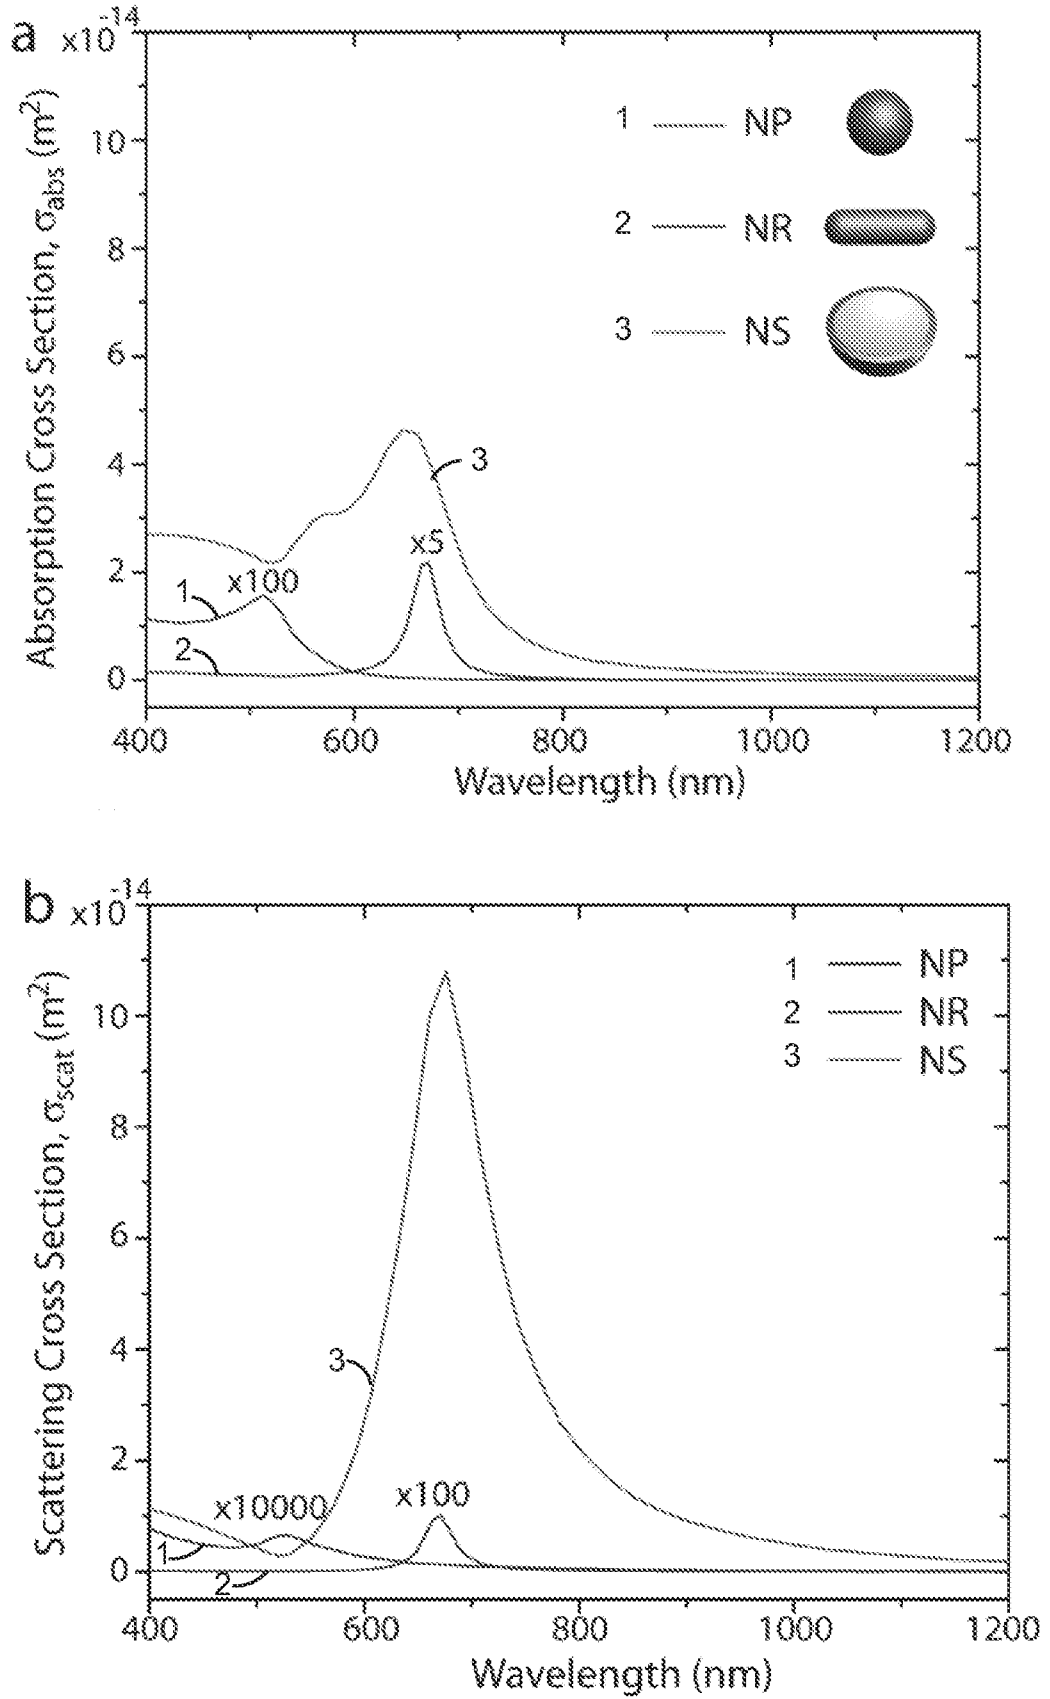 a x10-14
Absorption Cross Section, σabs (m2)
10
8
6
4
2
0
1 NP
2 NR
3 NS
3
x5
x100
1
2
400 600 800 1000 1200
Wavelength (nm)
b x10-14
Scattering Cross Section, σscat (m2)
10
8
6
4
2
0
1 NP
2 NR
3 NS
3
x10000 x100
1
2
400 600 800 1000 1200
Wavelength (nm)